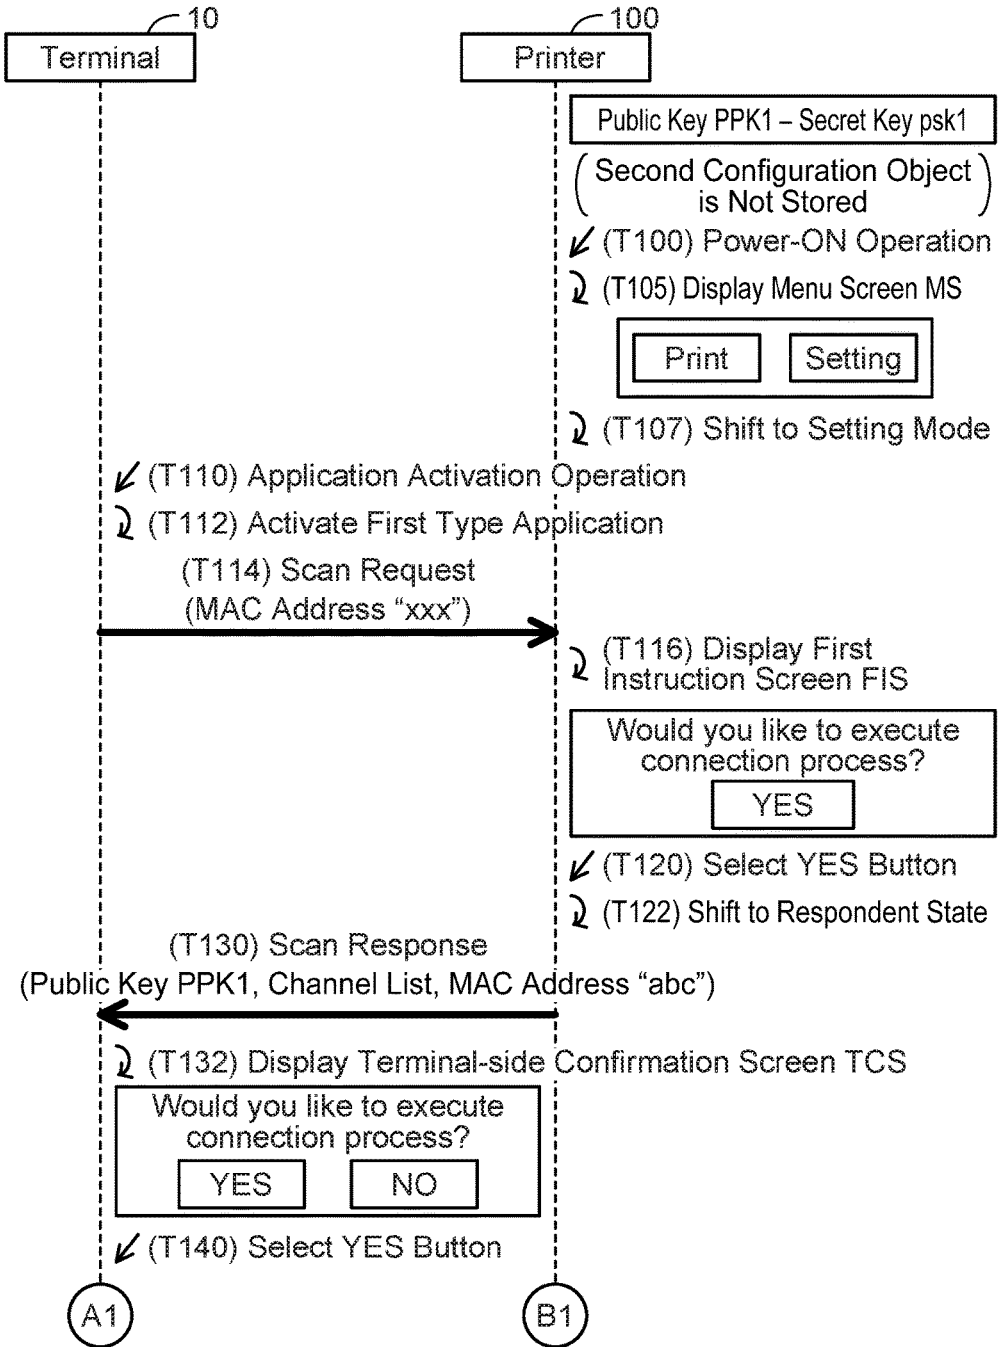 10
100
Terminal
Printer
Public Key PPK1 – Secret Key psk1
(Second Configuration Object
is Not Stored)
(T100) Power-ON Operation
(T105) Display Menu Screen MS
Print
Setting
(T107) Shift to Setting Mode
(T110) Application Activation Operation
(T112) Activate First Type Application
(T114) Scan Request
(MAC Address “xxx”)
(T116) Display First
Instruction Screen FIS
Would you like to execute
connection process?
YES
(T120) Select YES Button
(T122) Shift to Respondent State
(T130) Scan Response
(Public Key PPK1, Channel List, MAC Address “abc”)
(T132) Display Terminal-side Confirmation Screen TCS
Would you like to execute
connection process?
YES
NO
(T140) Select YES Button
A1
B1